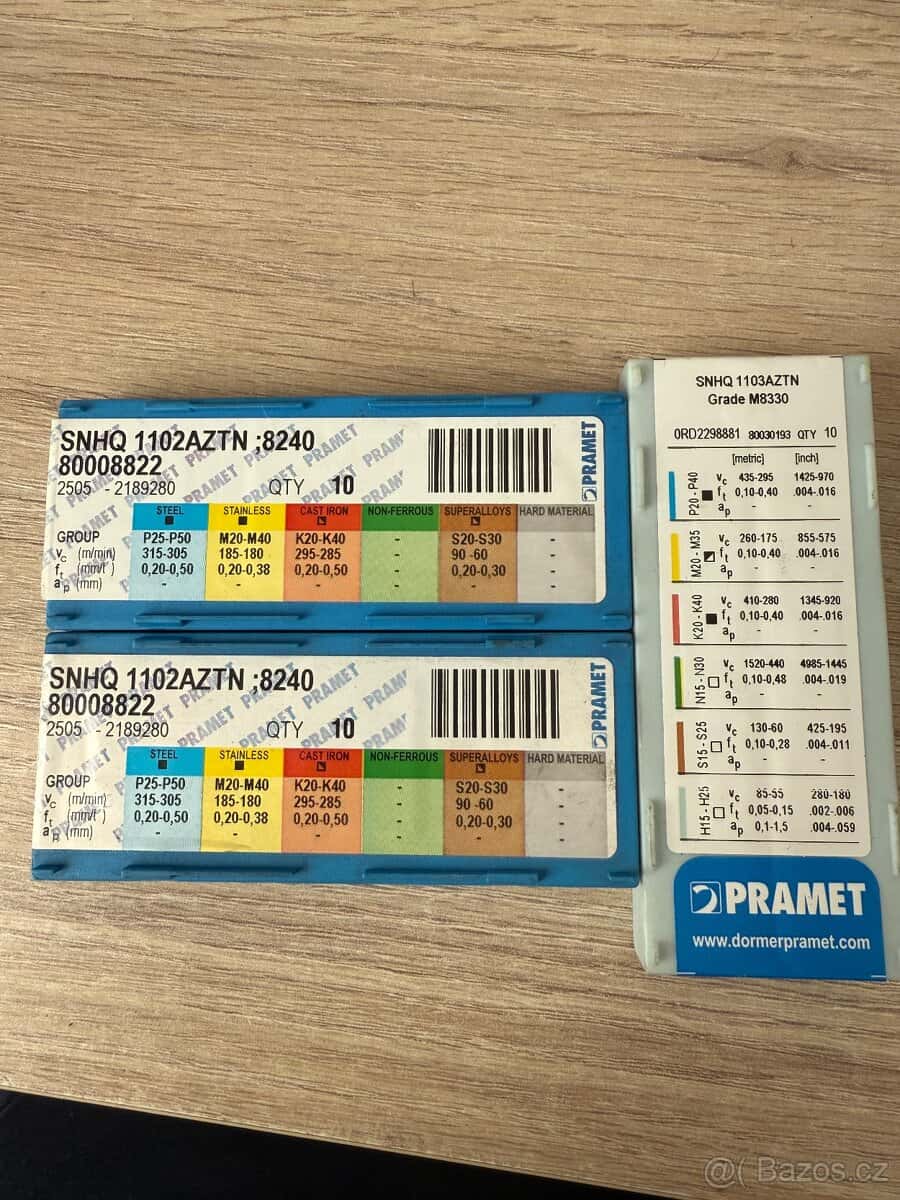 SNHQ 1102AZTN ;8240
80008822
2505 - 2189280 QTY 10
PRAMET
STEEL STAINLESS CAST IRON NON-FERROUS SUPERALLOYS HARD MATERIAL
GROUP P25-P50 M20-M40 K20-K40 - S20-S30 -
vc (m/min) 315-305 185-180 295-285 - 90 -60 -
ft (mm/t) 0,20-0,50 0,20-0,38 0,20-0,50 - 0,20-0,30 -
ap (mm) - - - - - -
SNHQ 1102AZTN ;8240
80008822
2505 - 2189280 QTY 10
PRAMET
STEEL STAINLESS CAST IRON NON-FERROUS SUPERALLOYS HARD MATERIAL
GROUP P25-P50 M20-M40 K20-K40 - S20-S30 -
vc (m/min) 315-305 185-180 295-285 - 90 -60 -
ft (mm/t) 0,20-0,50 0,20-0,38 0,20-0,50 - 0,20-0,30 -
ap (mm) - - - - - -
SNHQ 1103AZTN
Grade M8330
0RD2298881 80030193 QTY 10
[metric] [inch]
P20 - P40
vc 435-295 1425-970
ft 0,10-0,40 .004-.016
ap - -
M20 - M35
vc 260-175 855-575
ft 0,10-0,40 .004-.016
ap - -
K20 - K40
vc 410-280 1345-920
ft 0,10-0,40 .004-.016
ap - -
N15 - N30
vc 1520-440 4985-1445
ft 0,10-0,48 .004-.019
ap - -
S15 - S25
vc 130-60 425-195
ft 0,10-0,28 .004-.011
ap - -
H15 - H25
vc 85-55 280-180
ft 0,05-0,15 .002-.006
ap 0,1-1,5 .004-.059
PRAMET
www.dormerpramet.com
@( Bazos.cz